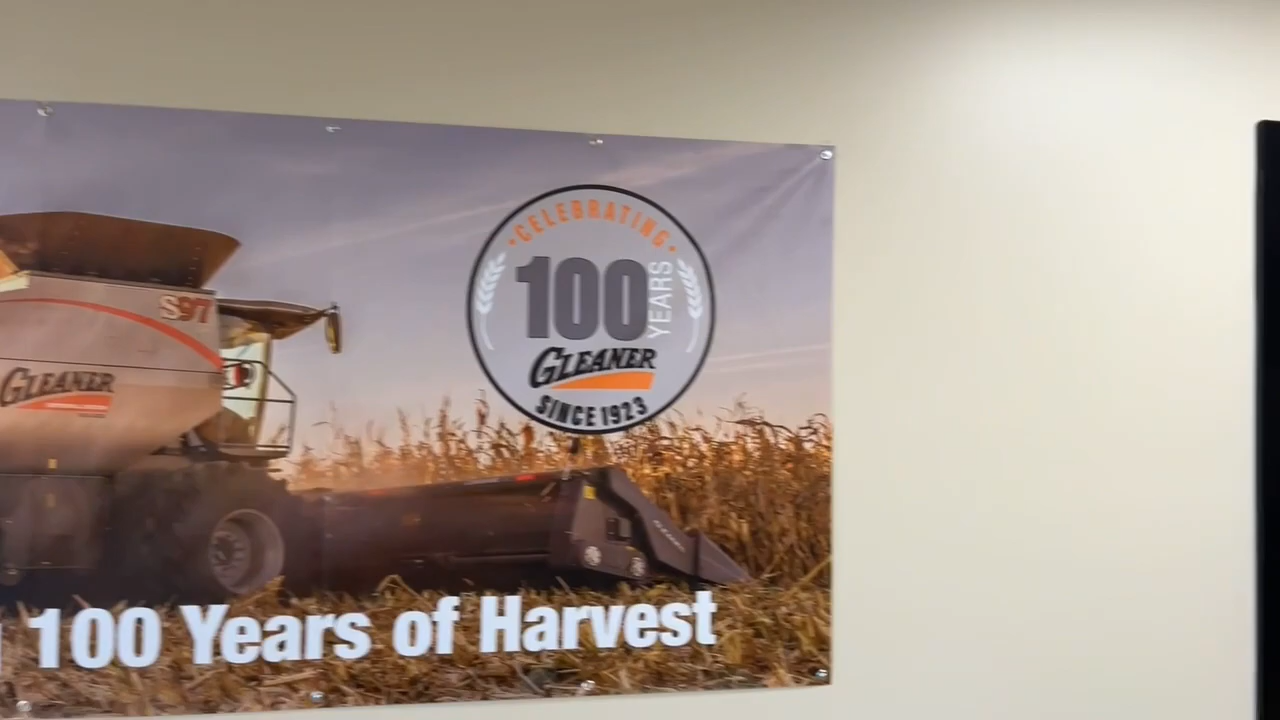 S97
GLEANER
CELEBRATING
100
YEARS
GLEANER
SINCE 1923
100 Years of Harvest